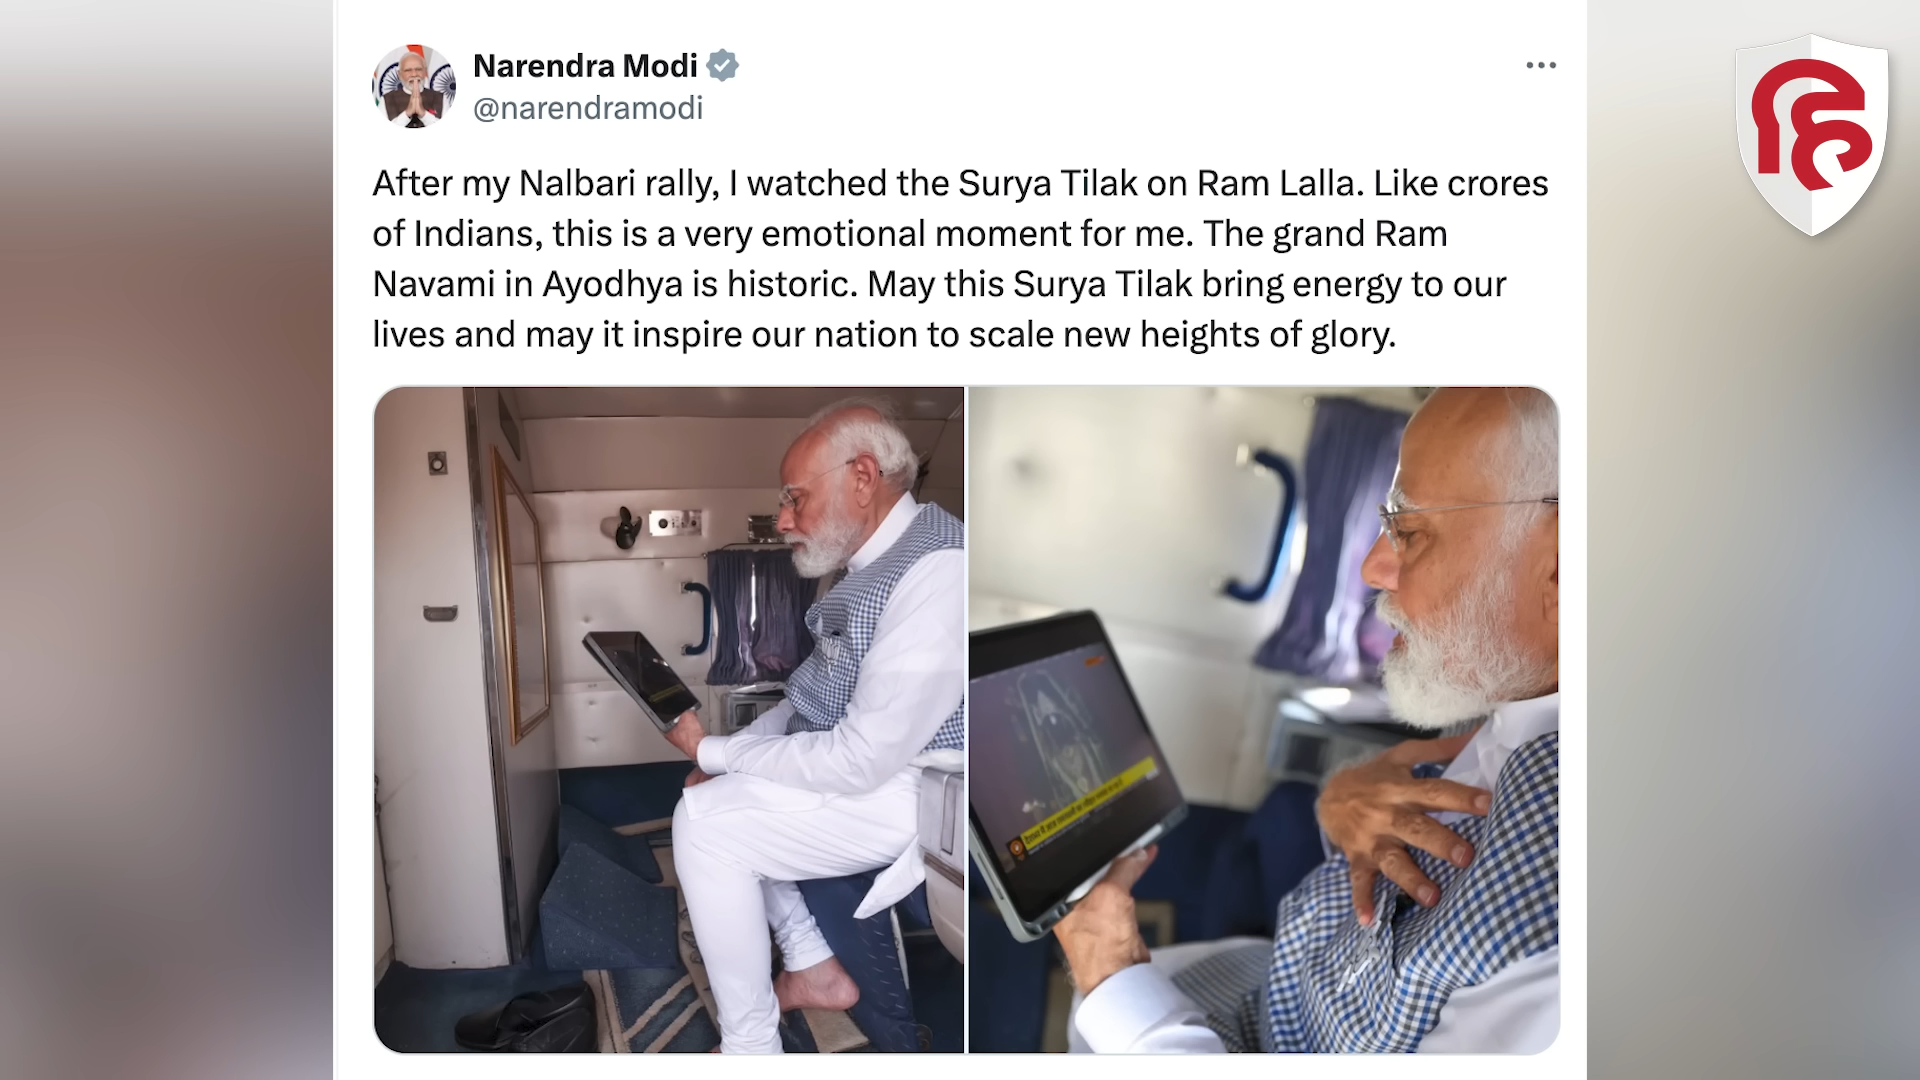 Narendra Modi
@narendramodi
After my Nalbari rally, I watched the Surya Tilak on Ram Lalla. Like crores
of Indians, this is a very emotional moment for me. The grand Ram
Navami in Ayodhya is historic. May this Surya Tilak bring energy to our
lives and may it inspire our nation to scale new heights of glory.